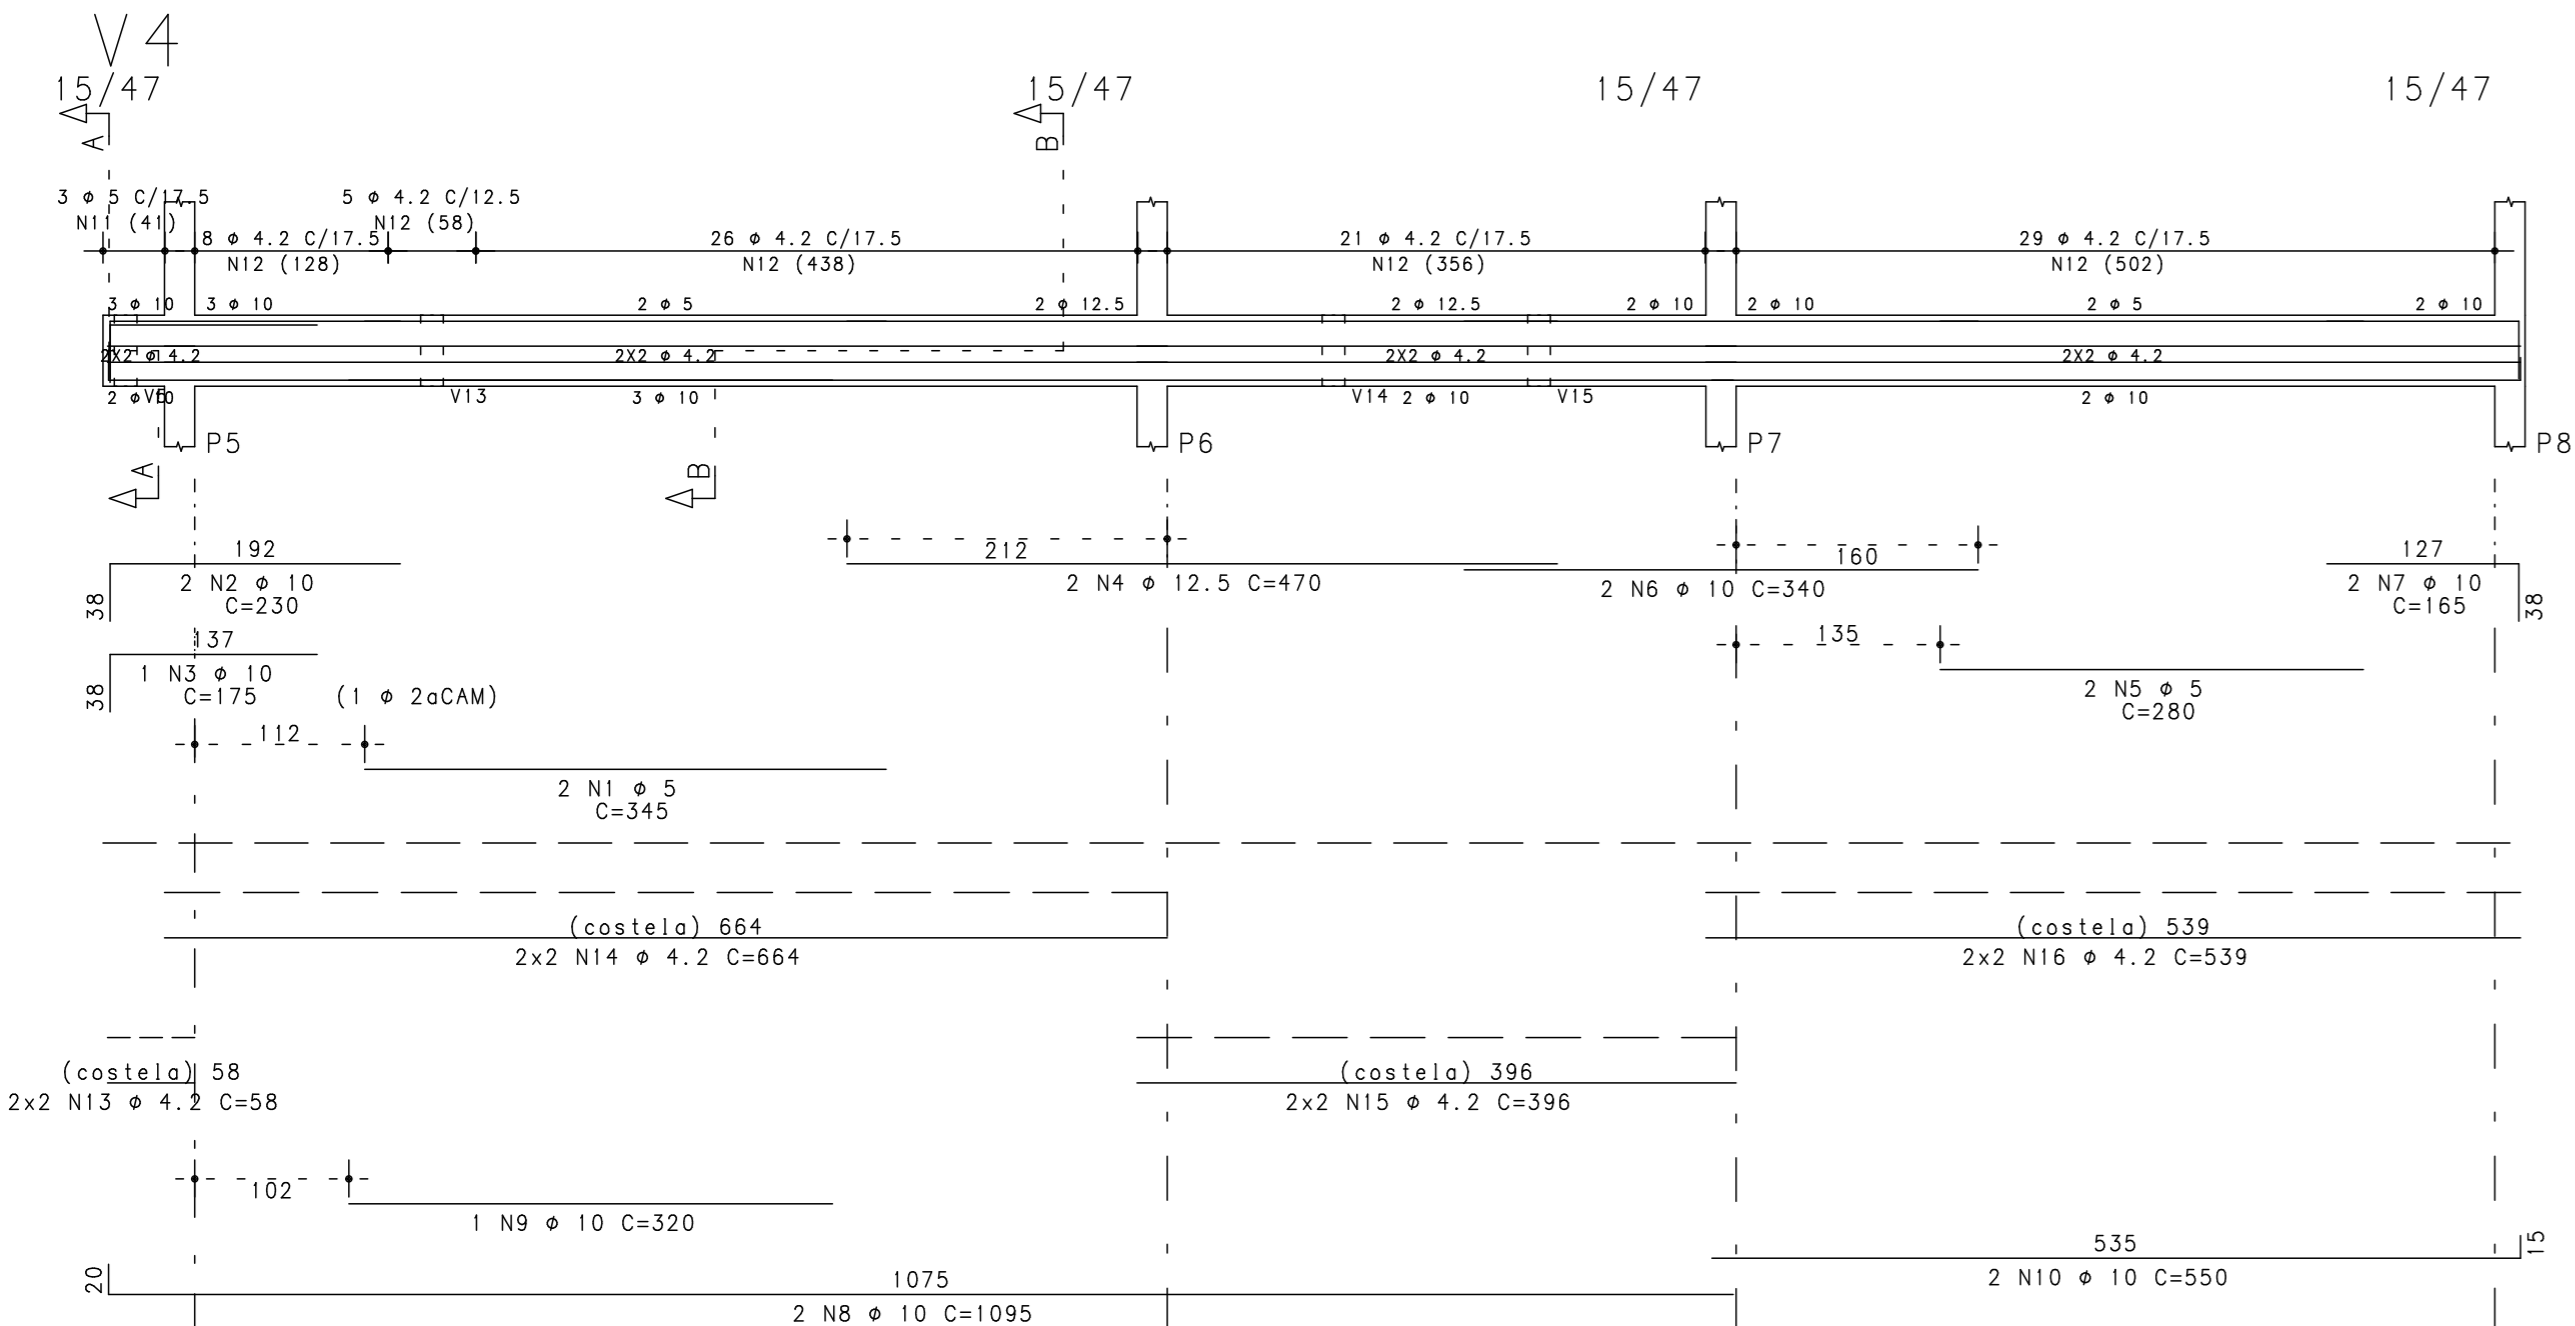 V4
15/47 15/47 15/47 15/47
A B
3 ø 5 C/17.5 5 ø 4.2 C/12.5
N11 (41) N12 (58)
8 ø 4.2 C/17.5 26 ø 4.2 C/17.5 21 ø 4.2 C/17.5 29 ø 4.2 C/17.5
N12 (128) N12 (438) N12 (356) N12 (502)
3 ø 10 3 ø 10 2 ø 5 2 ø 12.5 2 ø 12.5 2 ø 10 2 ø 10 2 ø 5 2 ø 10
2X2 ø 4.2 2X2 ø 4.2 2X2 ø 4.2 2X2 ø 4.2
2 ø 10 V13 3 ø 10 V14 2 ø 10 V15 2 ø 10
P5 P6 P7 P8
A B
192 212 160 127
2 N2 ø 10 2 N4 ø 12.5 C=470 2 N6 ø 10 C=340 2 N7 ø 10
C=230 C=165
38 38
137 135
1 N3 ø 10
C=175 (1 ø 2aCAM) 2 N5 ø 5
38 C=280
112
2 N1 ø 5
C=345
(costela) 664 (costela) 539
2x2 N14 ø 4.2 C=664 2x2 N16 ø 4.2 C=539
(costela) 58 (costela) 396
2x2 N13 ø 4.2 C=58 2x2 N15 ø 4.2 C=396
102
1 N9 ø 10 C=320
535 15
20 1075 2 N10 ø 10 C=550
2 N8 ø 10 C=1095